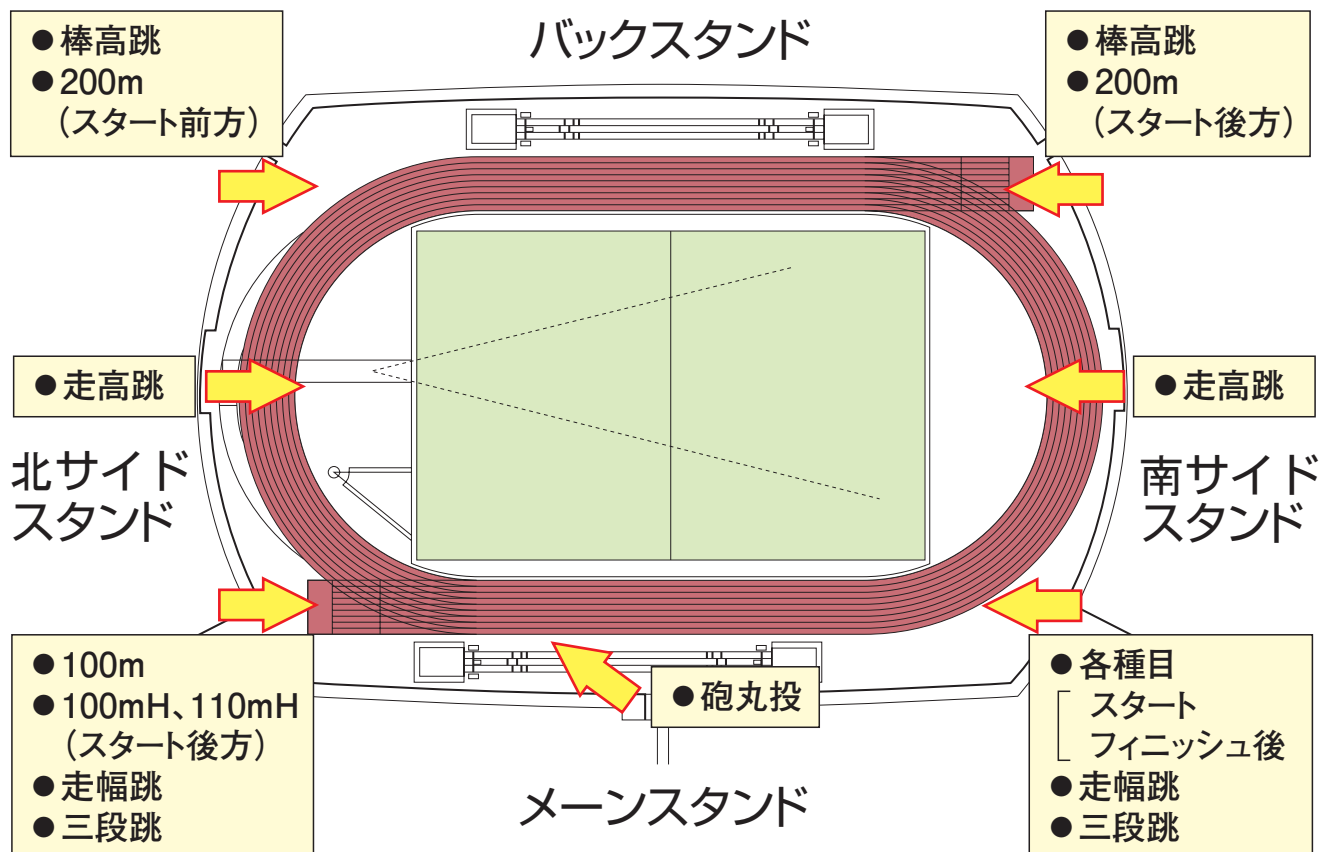 バックスタンド
●棒高跳
●200m
（スタート前方）
●棒高跳
●200m
（スタート後方）
●走高跳
●走高跳
北サイド
スタンド
南サイド
スタンド
●100m
●100mH、110mH
（スタート後方）
●走幅跳
●三段跳
●砲丸投
●各種目
スタート
フィニッシュ後
●走幅跳
●三段跳
メーンスタンド